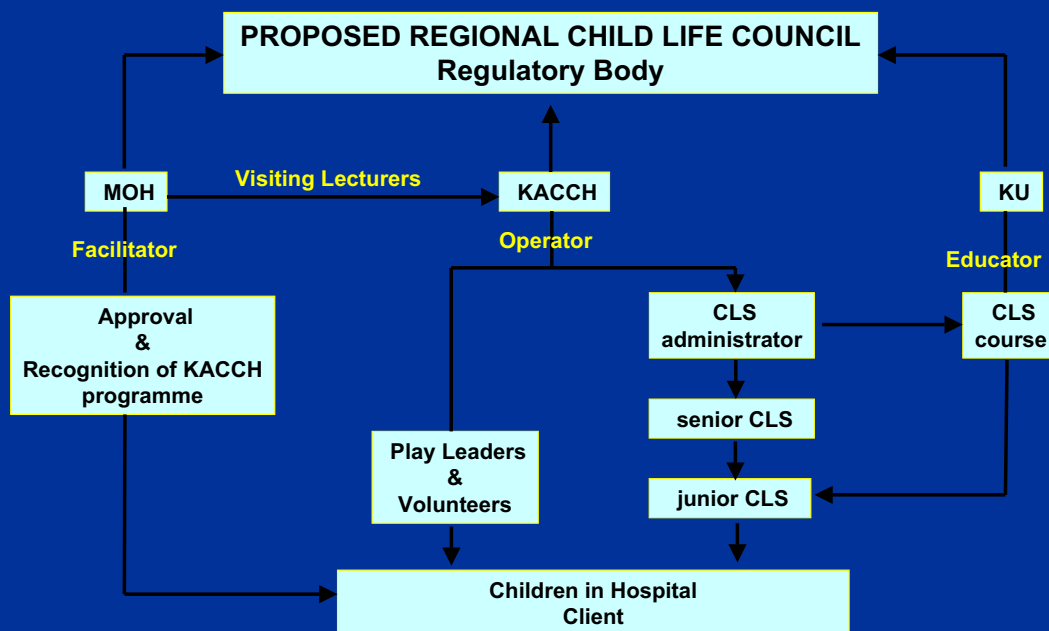 PROPOSED REGIONAL CHILD LIFE COUNCIL
Regulatory Body
MOH
Visiting Lecturers
KACCH
KU
Facilitator
Operator
Educator
Approval
&
Recognition of KACCH
programme
CLS
administrator
CLS
course
senior CLS
Play Leaders
&
Volunteers
junior CLS
Children in Hospital
Client